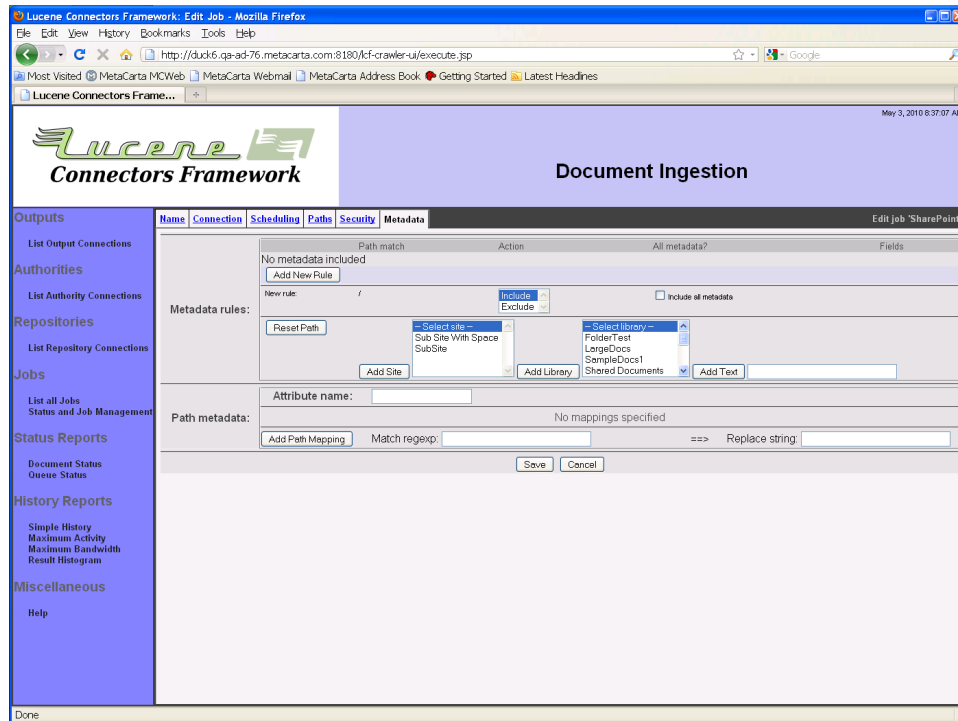 Lucene Connectors Framework: Edit Job - Mozilla Firefox
File Edit View History Bookmarks Tools Help
http://duck6.qa-ad-76.metacarta.com:8180/lcf-crawler-ui/execute.jsp
Google
Most Visited MetaCarta MCWeb MetaCarta Webmail MetaCarta Address Book Getting Started Latest Headlines
Lucene Connectors Frame...
May 3, 2010 8:37:07 A
Lucene
Connectors Framework
Document Ingestion
Outputs
List Output Connections
Authorities
List Authority Connections
Repositories
List Repository Connections
Jobs
List all Jobs
Status and Job Management
Status Reports
Document Status
Queue Status
History Reports
Simple History
Maximum Activity
Maximum Bandwidth
Result Histogram
Miscellaneous
Help
Name Connection Scheduling Paths Security Metadata
Edit job 'SharePoint
Metadata rules:
Path match Action All metadata? Fields
No metadata included
Add New Rule
New rule: / Include Exclude Include all metadata
Reset Path
-- Select site --
Sub Site With Space
SubSite
Add Site
-- Select library --
FolderTest
LargeDocs
SampleDocs1
Shared Documents
Add Library
Add Text
Path metadata:
Attribute name:
No mappings specified
Add Path Mapping Match regexp: ==> Replace string:
Save Cancel
Done